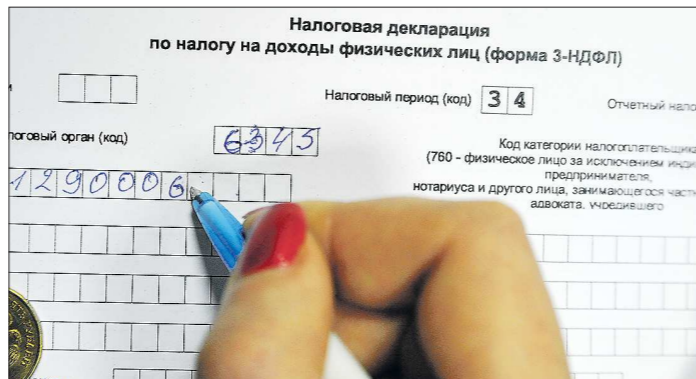 Налоговая декларация
по налогу на доходы физических лиц (форма 3-НДФЛ)
Налоговый период (код) 34
Отчетный нало
логовый орган (код) 6345
Код категории налогоплательщика
(760 - физическое лицо за исключением инди
предпринимателя,
нотариуса и другого лица, занимающегося част
адвоката, учредившего
1290006